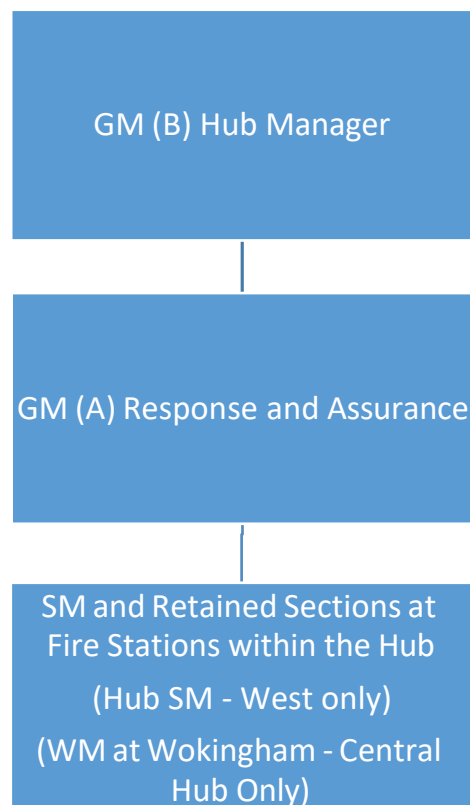 GM (B) Hub Manager
GM (A) Response and Assurance
SM and Retained Sections at
Fire Stations within the Hub
(Hub SM - West only)
(WM at Wokingham - Central
Hub Only)